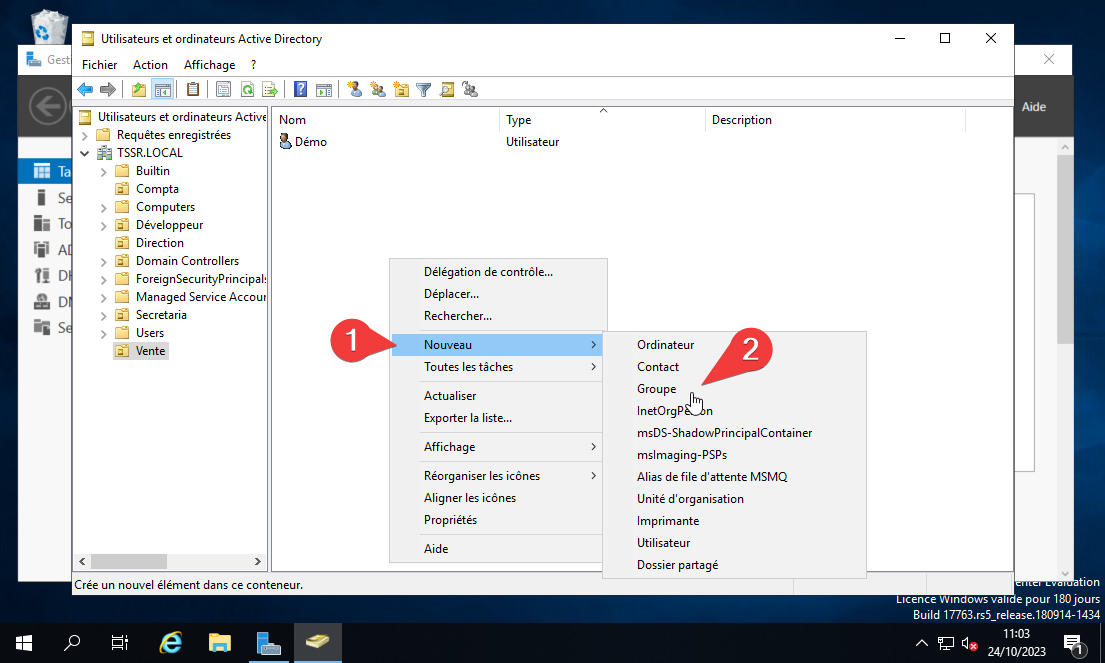 Utilisateurs et ordinateurs Active Directory
Gest
Fichier Action Affichage ?
Aide
Utilisateurs et ordinateurs Active
Requêtes enregistrées
TSSR.LOCAL
Builtin
Compta
Computers
Développeur
Direction
Domain Controllers
ForeignSecurityPrincipals
Managed Service Accour
Secretaria
Users
Vente
Ta
Se
To
AD
DH
DN
Se
Nom Type Description
Démo Utilisateur
Délégation de contrôle...
Déplacer...
Rechercher...
1
Nouveau
Toutes les tâches
Actualiser
Exporter la liste...
Affichage
Réorganiser les icônes
Aligner les icônes
Propriétés
Aide
2
Ordinateur
Contact
Groupe
InetOrgPerson
msDS-ShadowPrincipalContainer
msImaging-PSPs
Alias de file d'attente MSMQ
Unité d'organisation
Imprimante
Utilisateur
Dossier partagé
Crée un nouvel élément dans ce conteneur.
enter Evaluation
Licence Windows valide pour 180 jours
Build 17763.rs5_release.180914-1434
11:03
24/10/2023
1